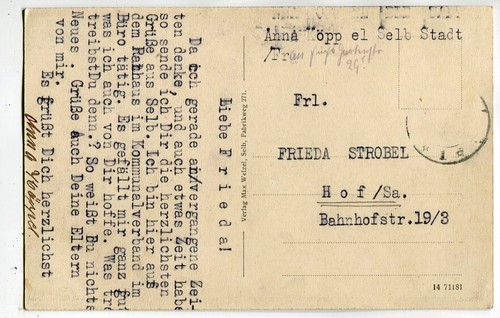 Anna Köppel Selb Stadt
Frl.
FRIEDA STROBEL
Hof/Sa.
Bahnhofstr.19/3
Verlag Max Wetzel, Selb, Fabrikweg 271.
14 71181
Liebe Frieda!
Da ich gerade an vergangene Zei-
ten denke, und auch etwas Zeit habe
so sende ich Dir die herzlichsten
Grüße aus Selb. Ich bin hier auf
dem Rathaus im Kommunalverband im
Büro tätig. Es gefällt mir ganz gut
was ich auch von Dir hoffe. Was
treibst Du denn.? So weißt Du nichts
Neues. Grüße auch Deine Eltern
von mir.
Es grüßt Dich herzlichst